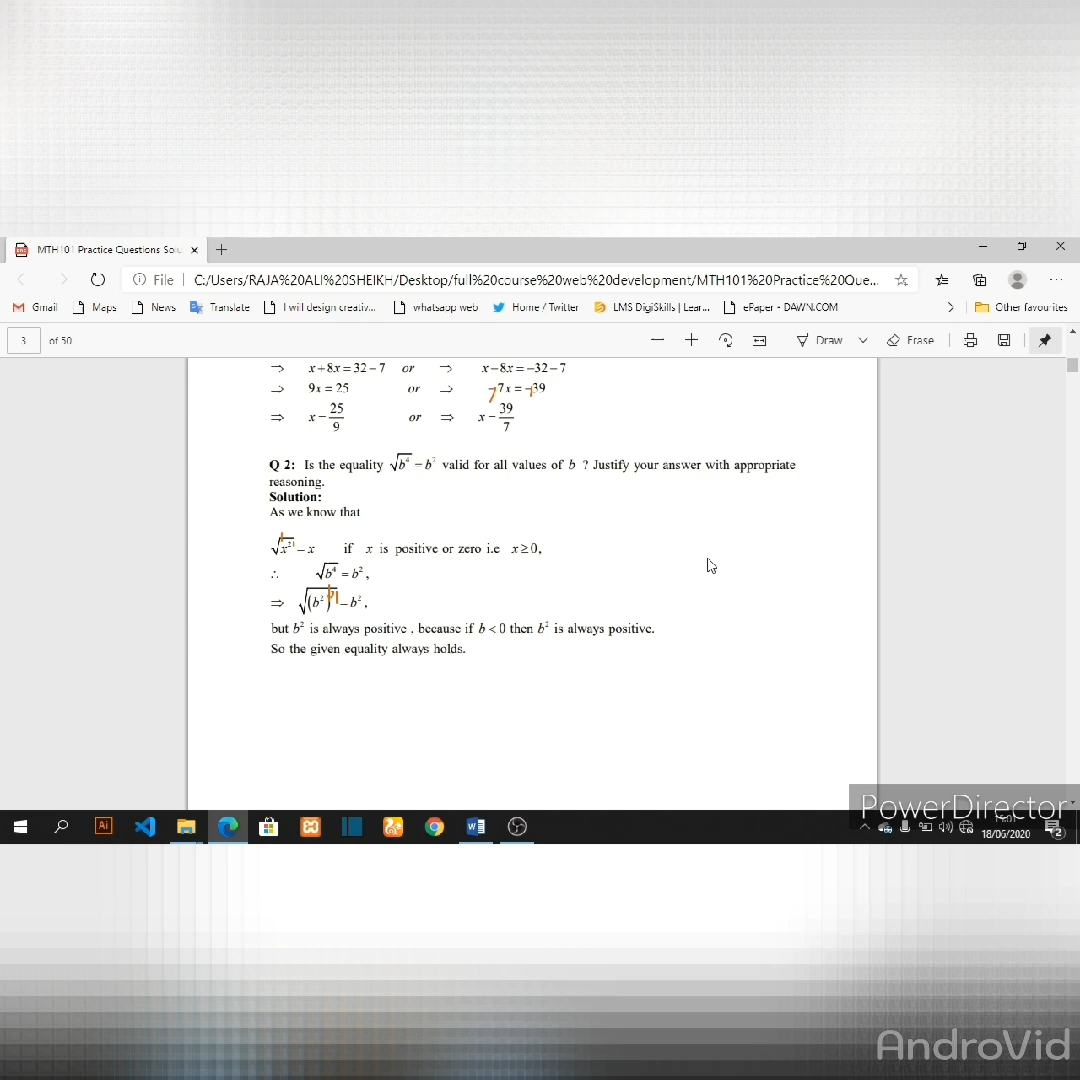 MTH101 Practice Questions Solu
File
C:/Users/RAJA%20ALI%20SHEIKH/Desktop/full%20course%20web%20development/MTH101%20Practice%20Que...
Gmail Maps News Translate I will design creativ... whatsapp web Home / Twitter LMS DigiSkills | Lear... ePaper - DAWN.COM Other favourites
3 of 50 Draw Erase
⇒ x+8x=32−7 or ⇒ x−8x=−32−7
⇒ 9x=25 or ⇒ −7x=−39
⇒ x=25/9 or ⇒ x=39/7
Q 2: Is the equality √b⁴ = b² valid for all values of b ? Justify your answer with appropriate
reasoning.
Solution:
As we know that
√x² = x if x is positive or zero i.e x≥0,
∴ √b⁴ = b²,
⇒ √(b²)² = b²,
but b² is always positive , because if b < 0 then b² is always positive.
So the given equality always holds.
PowerDirector
18/06/2020
AndroVid